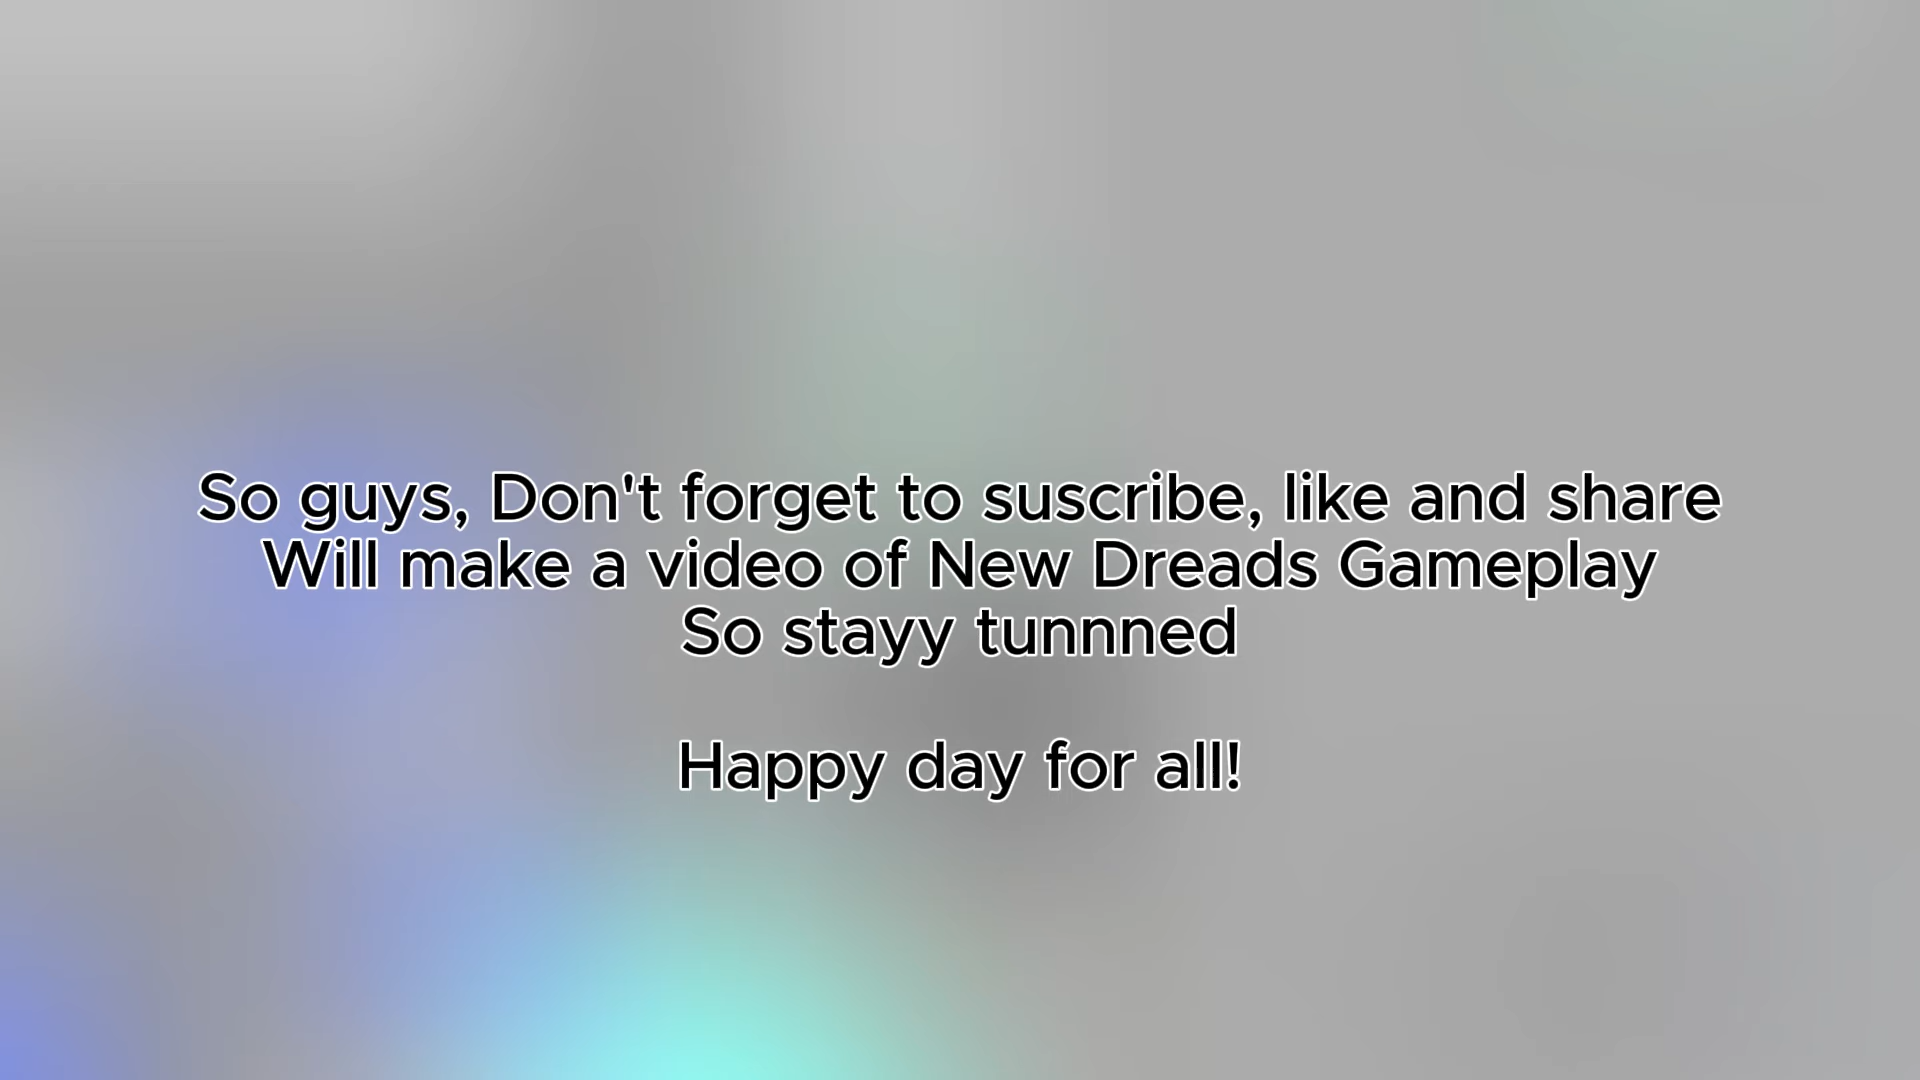 So guys, Don't forget to suscribe, like and share
Will make a video of New Dreads Gameplay
So stayy tunnned
Happy day for all!